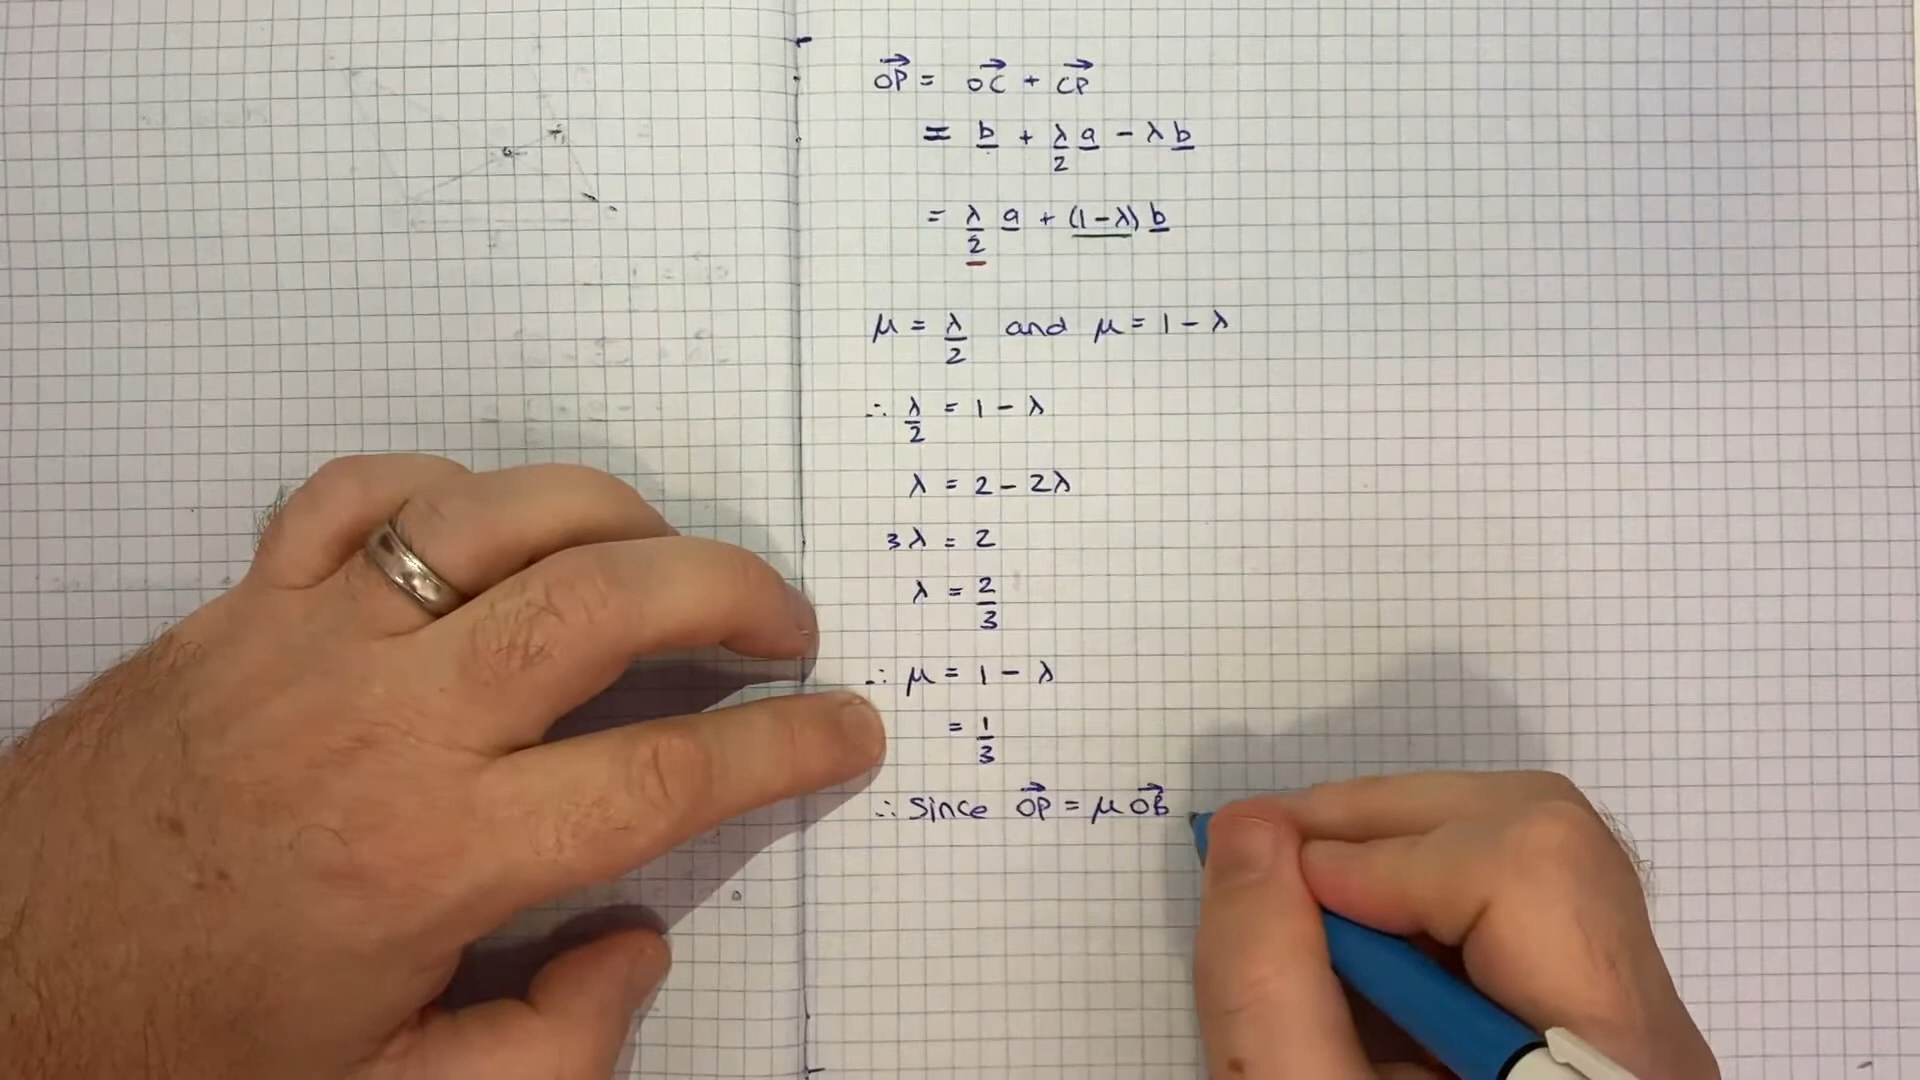 OP⃗ = OC⃗ + CP⃗
= b + λ/2 a - λ b
= λ/2 a + (1-λ) b
μ = λ/2 and μ = 1 - λ
∴ λ/2 = 1 - λ
λ = 2 - 2λ
3λ = 2
λ = 2/3
∴ μ = 1 - λ
= 1/3
∴ Since OP⃗ = μ OB⃗